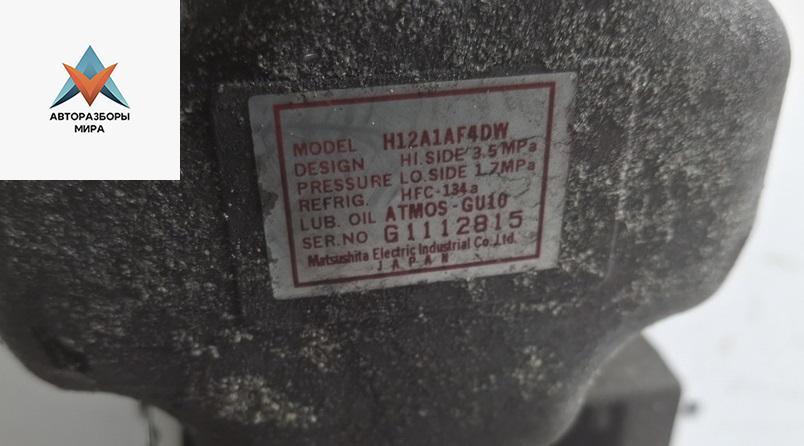 АВТОРАЗБОРЫ
МИРА
MODEL H12A1AF4DW
DESIGN HI.SIDE 3.5MPa
PRESSURE LO.SIDE 1.7MPa
REFRIG. HFC-134a
LUB. OIL ATMOS-GU10
SER.NO G1112815
Matsushita Electric Industrial Co.,Ltd.
JAPAN